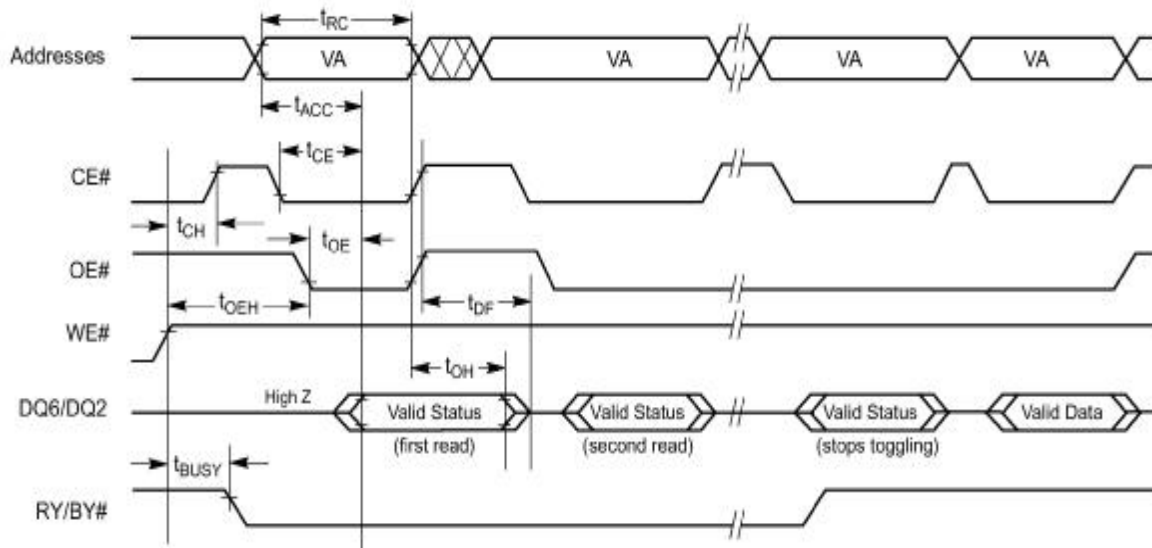 tRC
Addresses VA VA VA VA
tACC
tCE
CE#
tCH tOE
OE#
tOEH tDF
WE#
tOH
DQ6/DQ2 High Z Valid Status Valid Status Valid Status Valid Data
(first read) (second read) (stops toggling)
tBUSY
RY/BY#